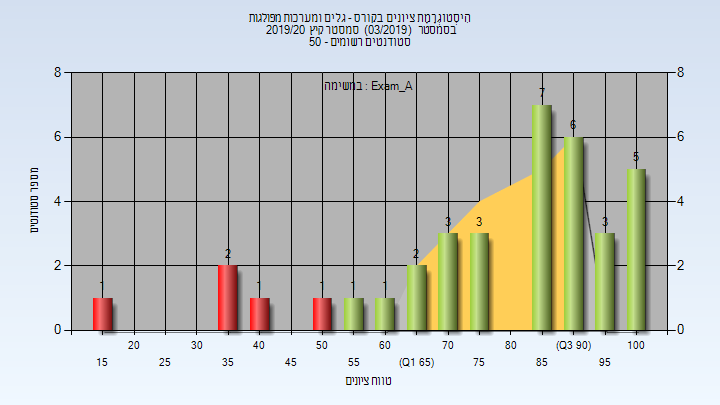 היסטוגרמת ציונים בקורס - גלים ומערכות מפולגות
בסמסטר (03/2019) סמסטר קיץ 2019/20
סטודנטים רשומים - 50
במשימה : Exam_A
8 8
7
6 6 6
5
4 4
3 3 3
2 2 2 2
1 1 1 1 1
0 0
מספר סטודנטים
20 30 40 50 60 70 80 (Q3 90) 100
15 25 35 45 55 (Q1 65) 75 85 95
טווח ציונים